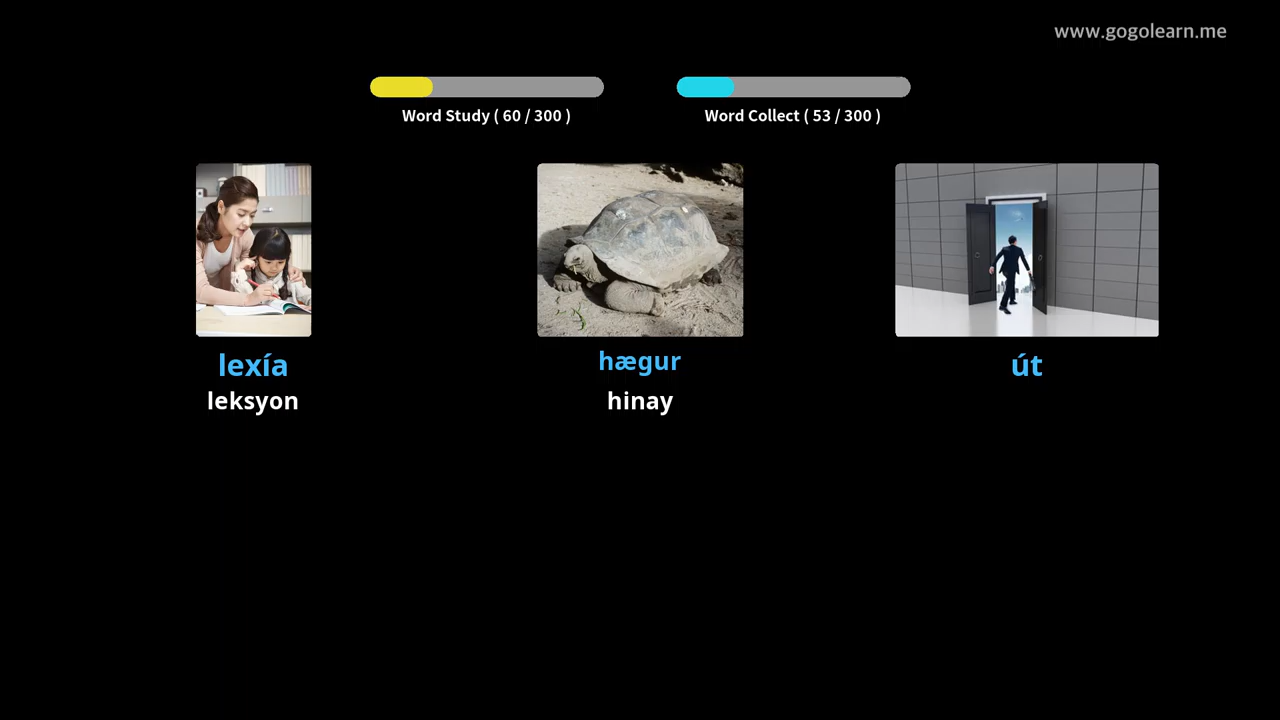 www.gogolearn.me
Word Study ( 60 / 300 )
Word Collect ( 53 / 300 )
lexía
leksyon
hægur
hinay
út